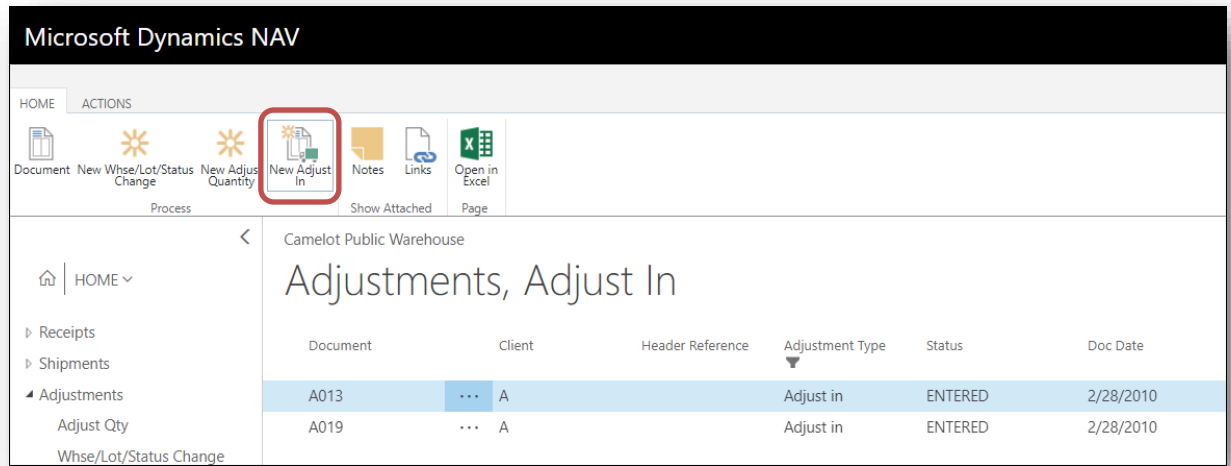 Microsoft Dynamics NAV
HOME ACTIONS
Document New Whse/Lot/Status Change New Adjus Quantity New Adjust In Notes Links Open in Excel
Process Show Attached Page
Camelot Public Warehouse
HOME
Adjustments, Adjust In
Receipts
Shipments
Adjustments
Adjust Qty
Whse/Lot/Status Change
Document Client Header Reference Adjustment Type Status Doc Date
A013 ... A Adjust in ENTERED 2/28/2010
A019 ... A Adjust in ENTERED 2/28/2010